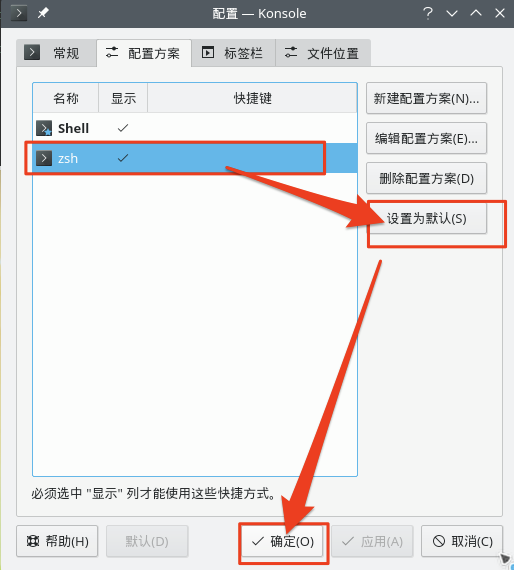 配置 — Konsole
常规 配置方案 标签栏 文件位置
名称 显示 快捷键
Shell
zsh
新建配置方案(N)...
编辑配置方案(E)...
删除配置方案(D)
设置为默认(S)
必须选中 "显示" 列才能使用这些快捷方式。
帮助(H) 默认(D) 确定(O) 应用(A) 取消(C)